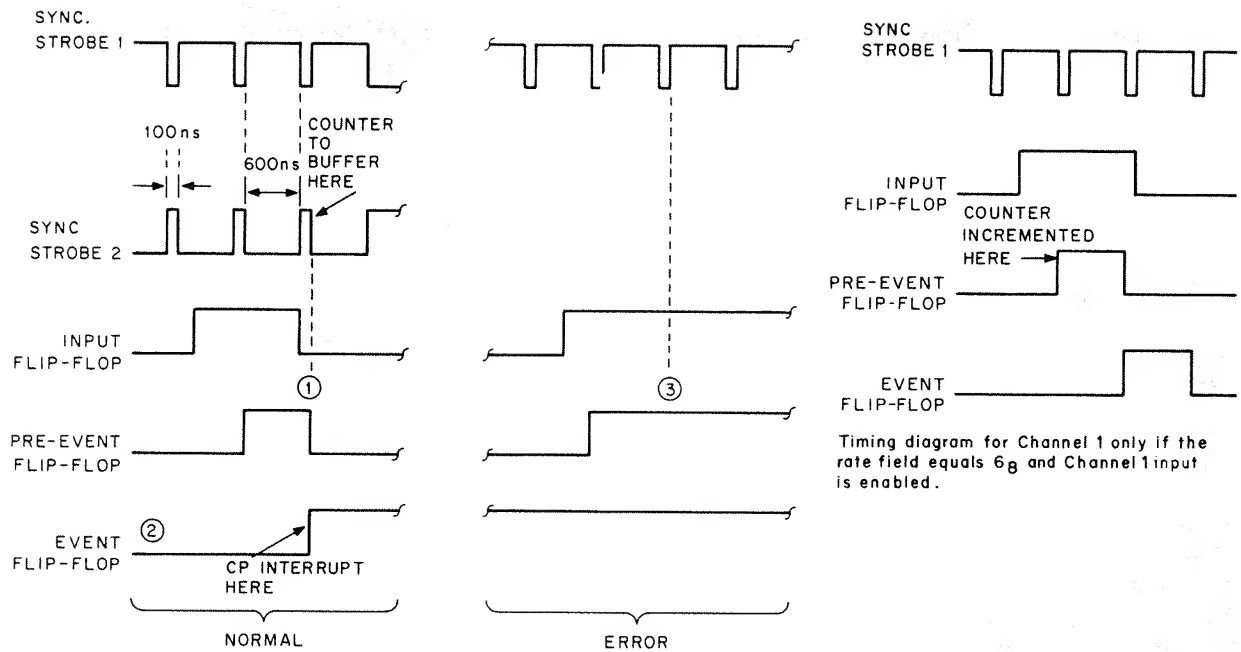 SYNC.
STROBE 1
100ns
600ns
COUNTER
TO
BUFFER
HERE
SYNC
STROBE 2
INPUT
FLIP-FLOP
1
PRE-EVENT
FLIP-FLOP
2
EVENT
FLIP-FLOP
CP INTERRUPT
HERE
NORMAL
3
ERROR
SYNC
STROBE 1
INPUT
FLIP-FLOP
COUNTER
INCREMENTED
HERE
PRE-EVENT
FLIP-FLOP
EVENT
FLIP-FLOP
Timing diagram for Channel 1 only if the
rate field equals 6₈ and Channel 1 input
is enabled.